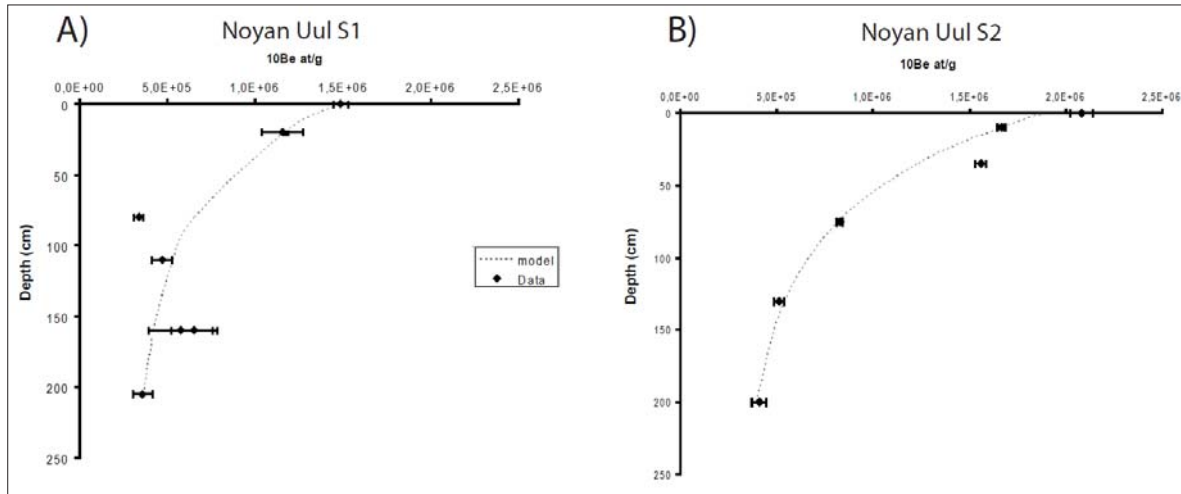 A)
Noyan Uul S1
10Be at/g
0,0E+00 5,0E+05 1,0E+06 1,5E+06 2,0E+06 2,5E+06
0
50
100
150
200
250
Depth (cm)
model
Data
B)
Noyan Uul S2
10Be at/g
0,0E+00 5,0E+05 1,0E+06 1,5E+06 2,0E+06 2,5E+06
0
50
100
150
200
250
Depth (cm)